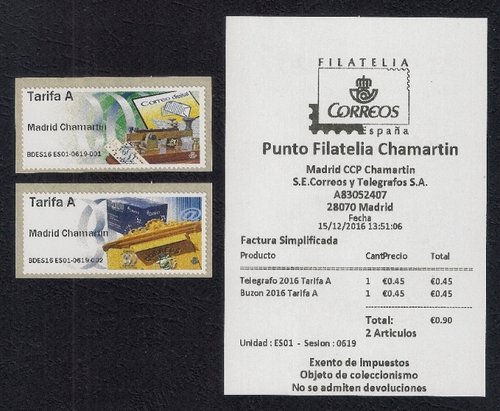 Tarifa A
Correo digital
Madrid Chamartin
BDES16 ES01-0619-001
Tarifa A
Madrid Chamartin
BDES16 ES01-0619-002
FILATELIA
CORREOS
España
Punto Filatelia Chamartin
Madrid CCP Chamartin
S.E.Correos y Telegrafos S.A.
A83052407
28070 Madrid
Fecha
15/12/2016 13:51:06
Factura Simplificada
Producto CantPrecio Total
Telegrafo 2016 Tarifa A 1 €0.45 €0.45
Buzon 2016 Tarifa A 1 €0.45 €0.45
Total: €0.90
2 Articulos
Unidad : ES01 - Sesion : 0619
Exento de Impuestos
Objeto de coleccionismo
No se admiten devoluciones